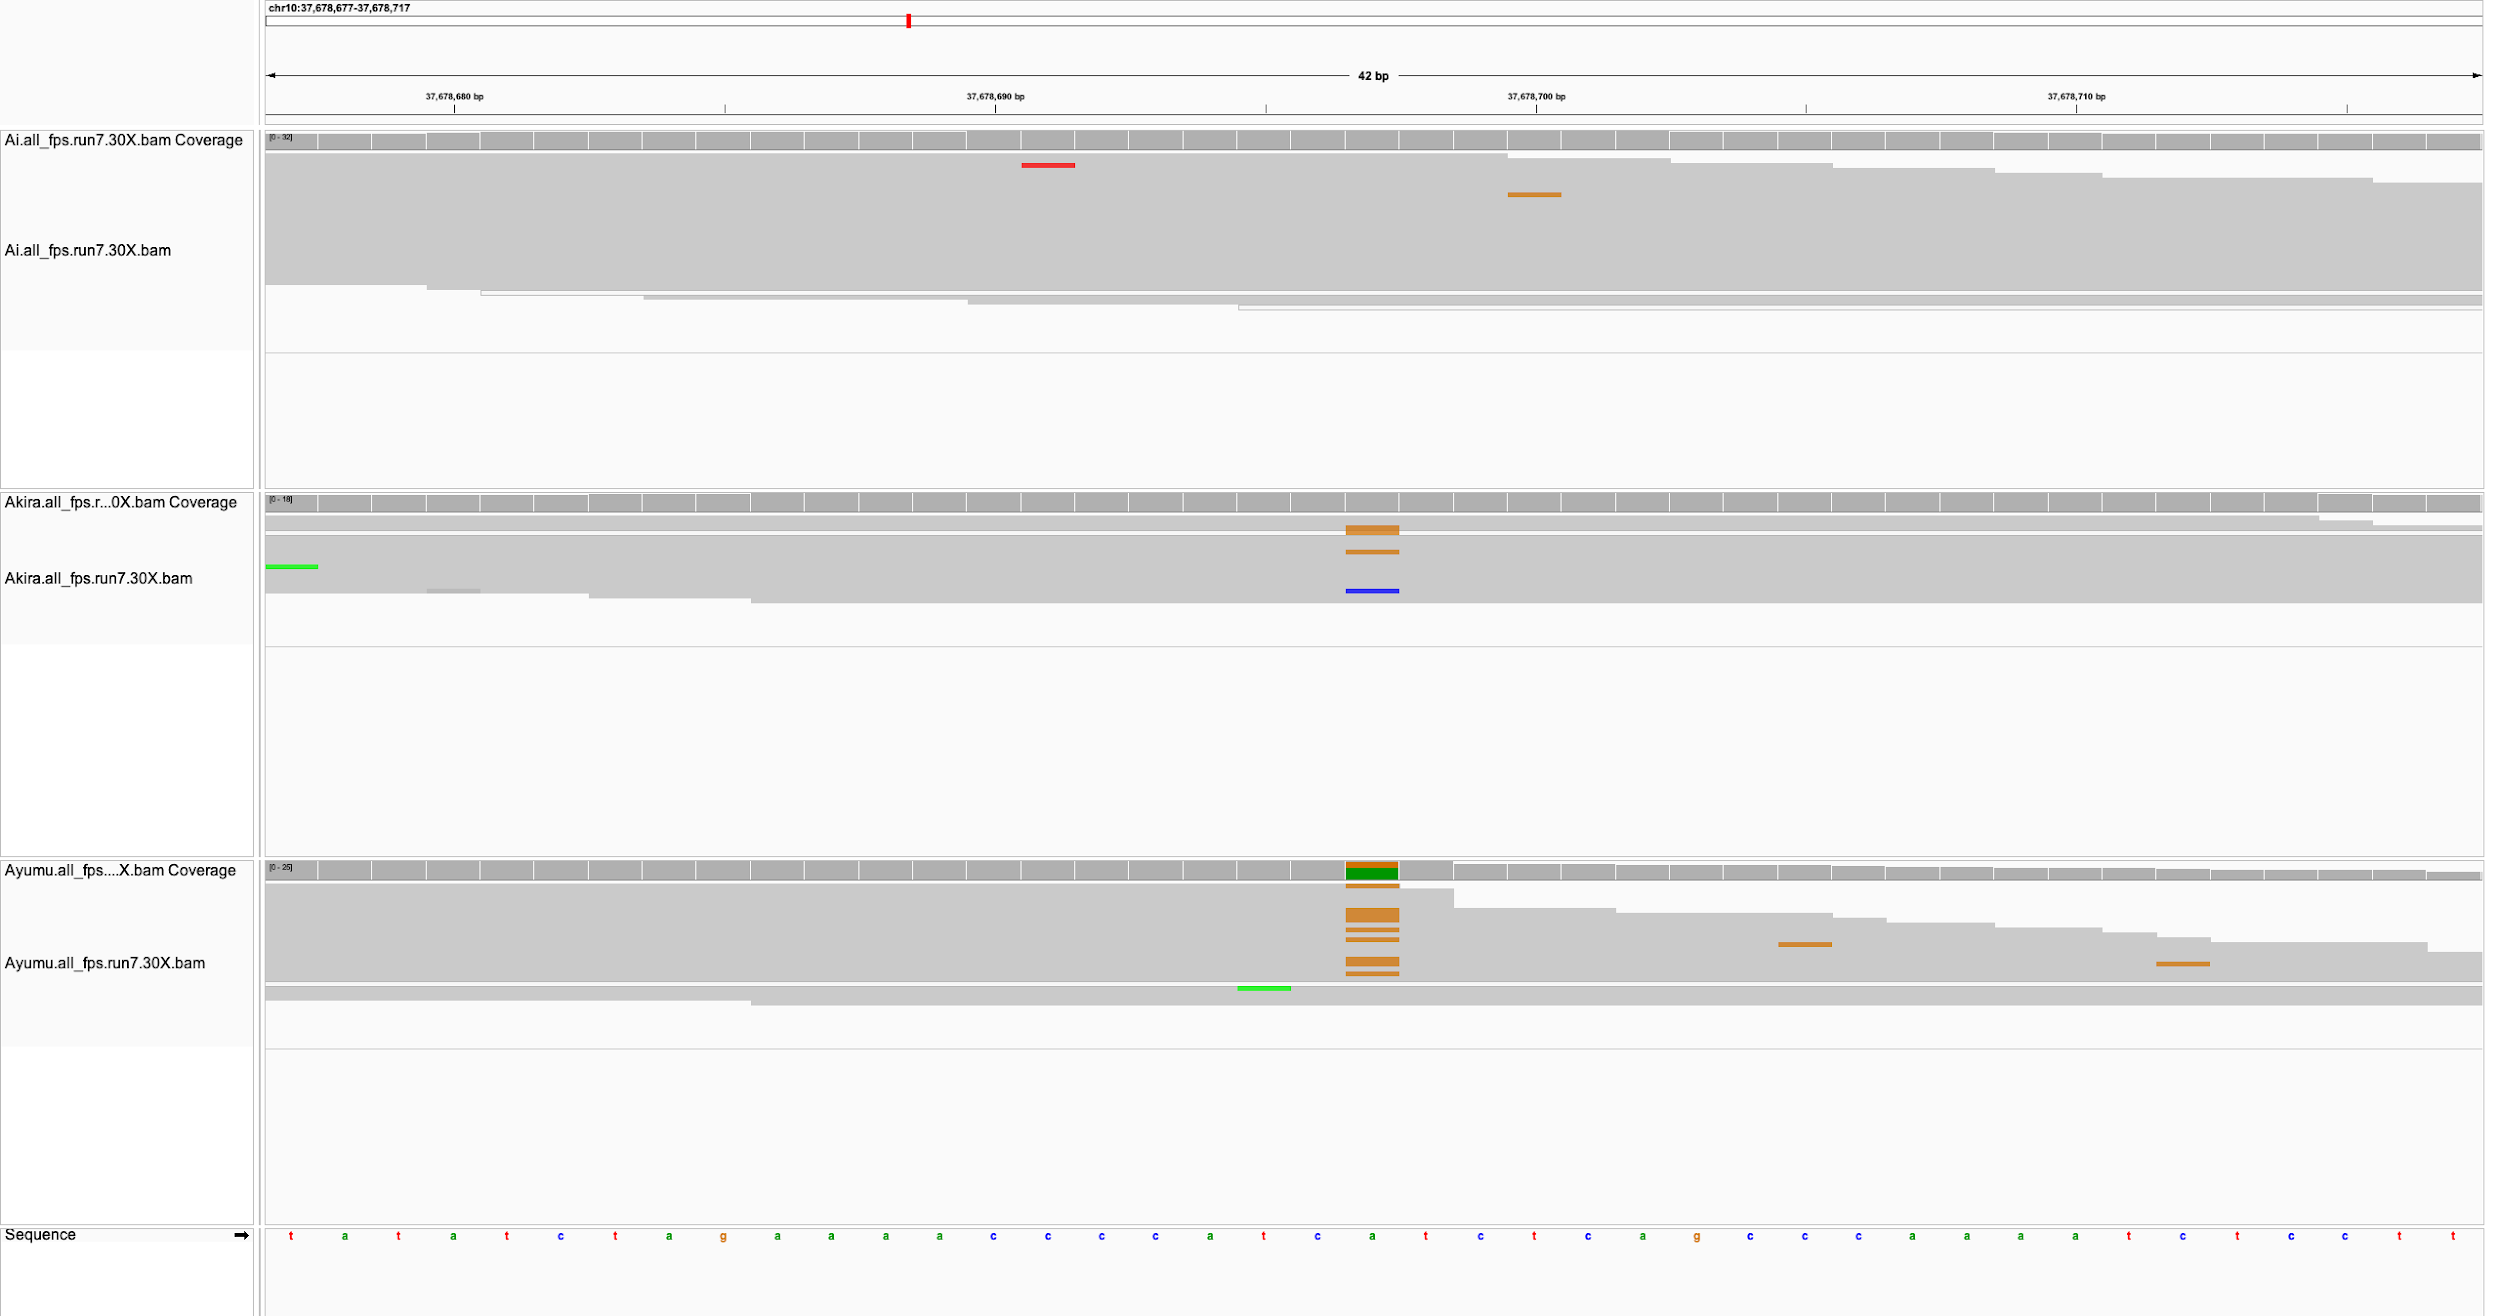 chr10:37,678,677-37,678,717
42 bp
37,678,680 bp 37,678,690 bp 37,678,700 bp 37,678,710 bp
Ai.all_fps.run7.30X.bam Coverage
[0 - 32]
Ai.all_fps.run7.30X.bam
Akira.all_fps.r...0X.bam Coverage
[0 - 18]
Akira.all_fps.run7.30X.bam
Ayumu.all_fps....X.bam Coverage
[0 - 25]
Ayumu.all_fps.run7.30X.bam
Sequence t a t a t c t a g a a a a c c c c a t c a t c t c a g c c c a a a a t c t c c t t